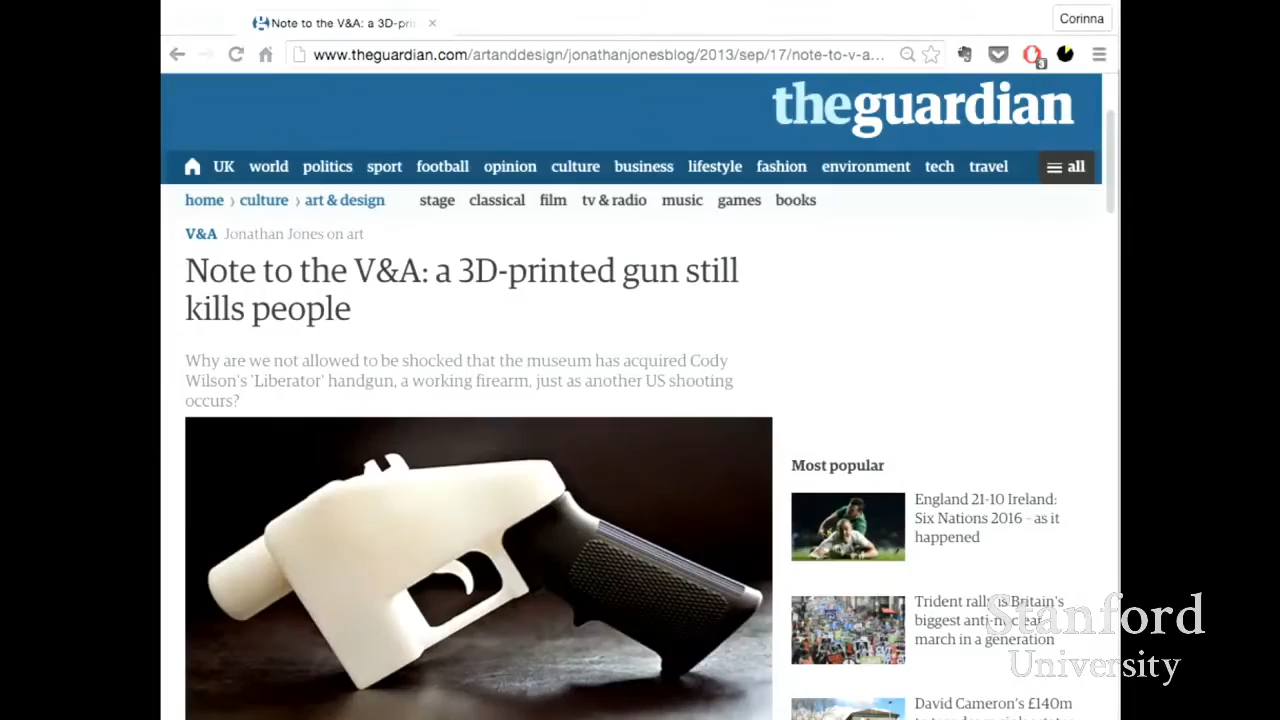 Note to the V&A: a 3D-prin
Corinna
www.theguardian.com/artanddesign/jonathanjonesblog/2013/sep/17/note-to-v-a...
3
theguardian
UK world politics sport football opinion culture business lifestyle fashion environment tech travel all
home › culture › art & design stage classical film tv & radio music games books
V&A Jonathan Jones on art
Note to the V&A: a 3D-printed gun still
kills people
Why are we not allowed to be shocked that the museum has acquired Cody
Wilson's 'Liberator' handgun, a working firearm, just as another US shooting
occurs?
Most popular
England 21-10 Ireland:
Six Nations 2016 - as it
happened
Trident rally is Britain's
biggest anti-nuclear
march in a generation
David Cameron's £140m
Stanford
University